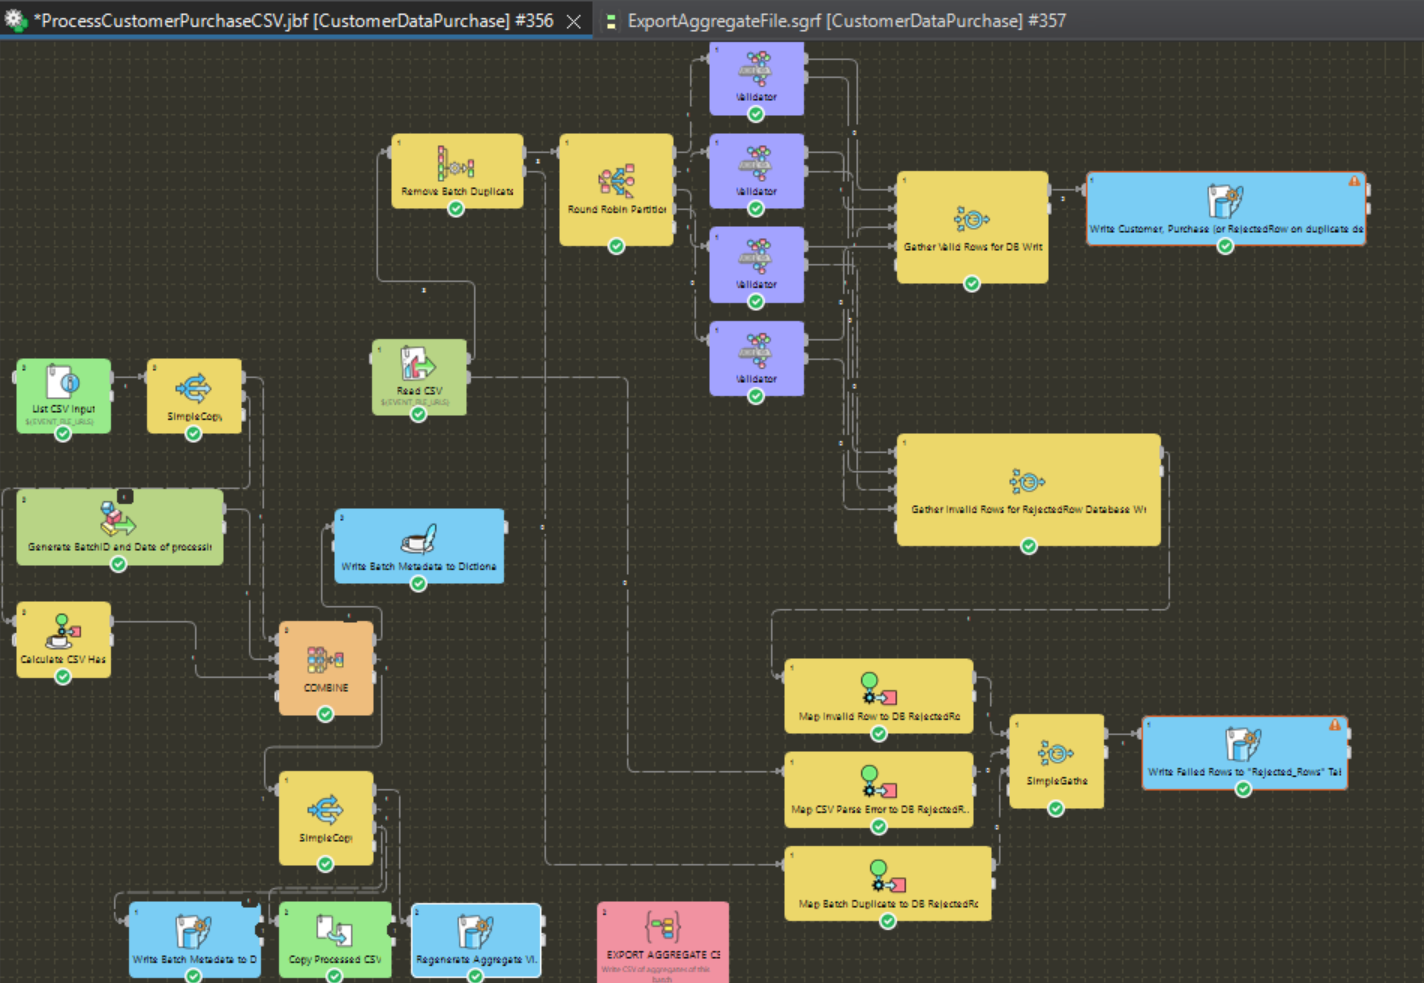 *ProcessCustomerPurchaseCSV.jbf [CustomerDataPurchase] #356
ExportAggregateFile.sgrf [CustomerDataPurchase] #357
Validator
Remove Batch Duplicate
Round Robin Partitior
Validator
Validator
Validator
Gather Valid Rows for DB Writ
Write Customer, Purchase (or RejectedRow on duplicate de
List CSV Input
${EVENT_FILE_URLS}
SimpleCopy
Read CSV
${EVENT_FILE_URLS}
Gather Invalid Rows for RejectedRow Database Wr
Generate BatchID and Date of processin
Write Batch Metadata to Dictiona
Calculate CSV Has
COMBINE
Map Invalid Row to DB RejectedRo
SimpleGathe
Write Failed Rows to "Rejected_Rows" Tal
Map CSV Parse Error to DB RejectedR..
SimpleCopy
Map Batch Duplicate to DB RejectedRc
Write Batch Metadata to D
Copy Processed CSV
Regenerate Aggregate Vi.
EXPORT AGGREGATE CS
Write CSV of aggregates of this
batch